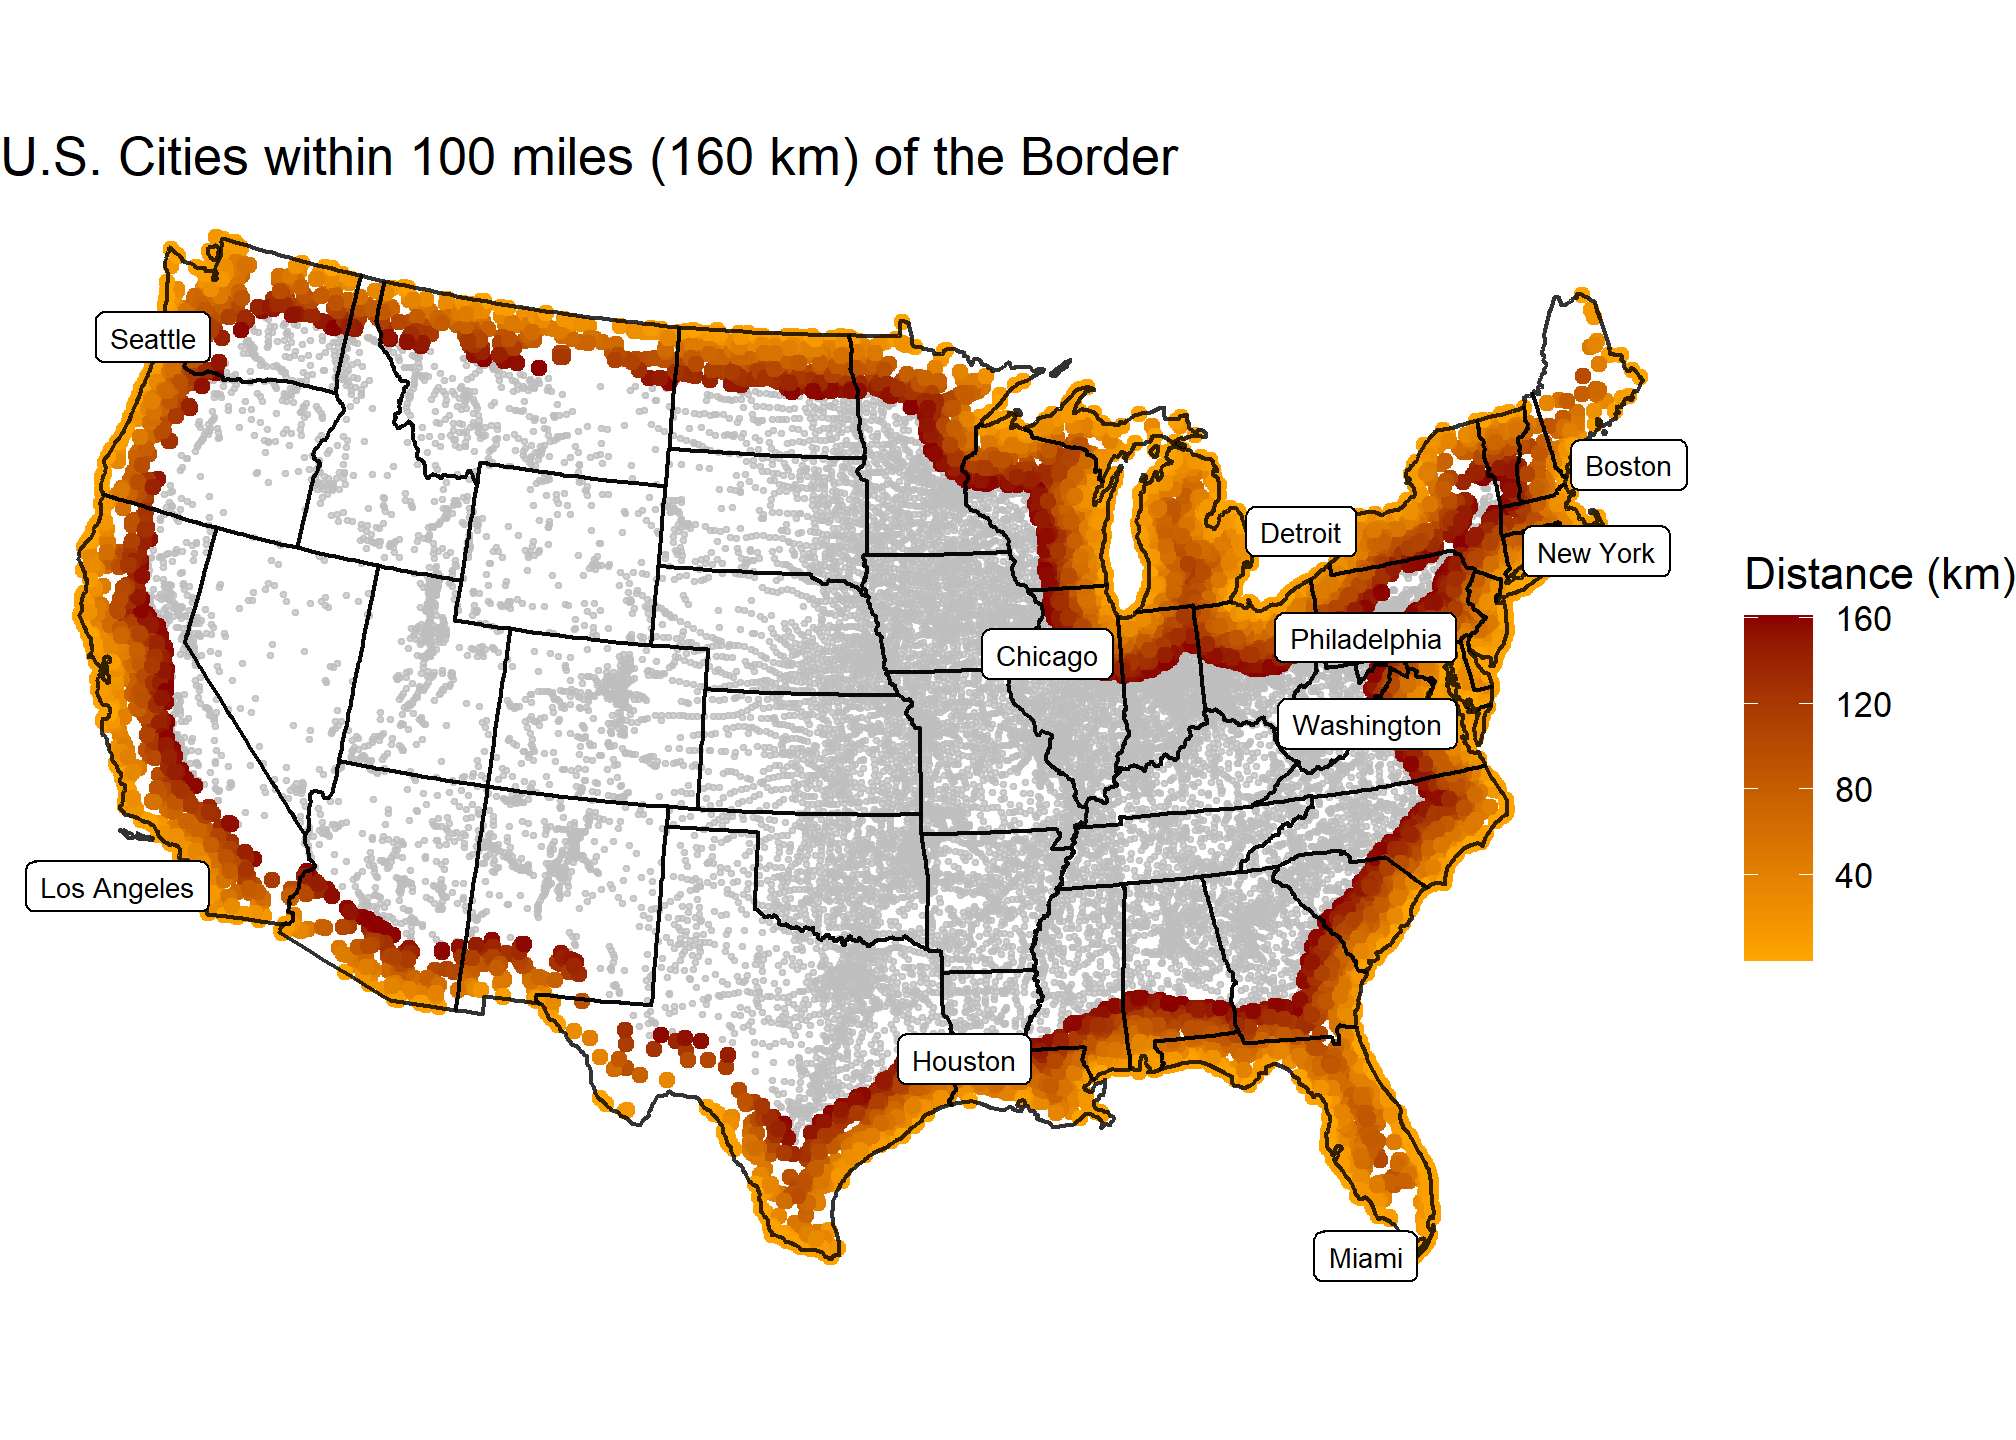 U.S. Cities within 100 miles (160 km) of the Border
Seattle
Boston
Detroit
New York
Distance (km)
160
Philadelphia
Chicago
120
Washington
80
40
Los Angeles
Houston
Miami